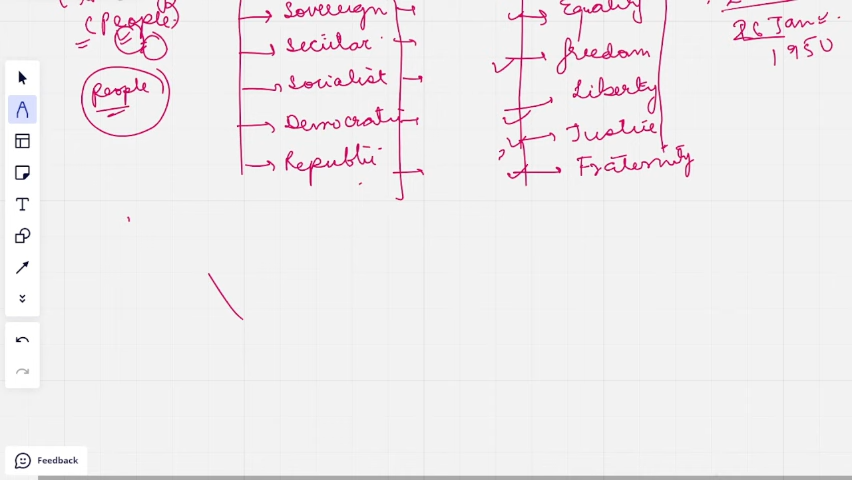 (People)
People
Sovereign
Secular
Socialist
Democratic
Republic
Equality
freedom
Liberty
Justice
Fraternity
26 Jan
1950
T
Feedback